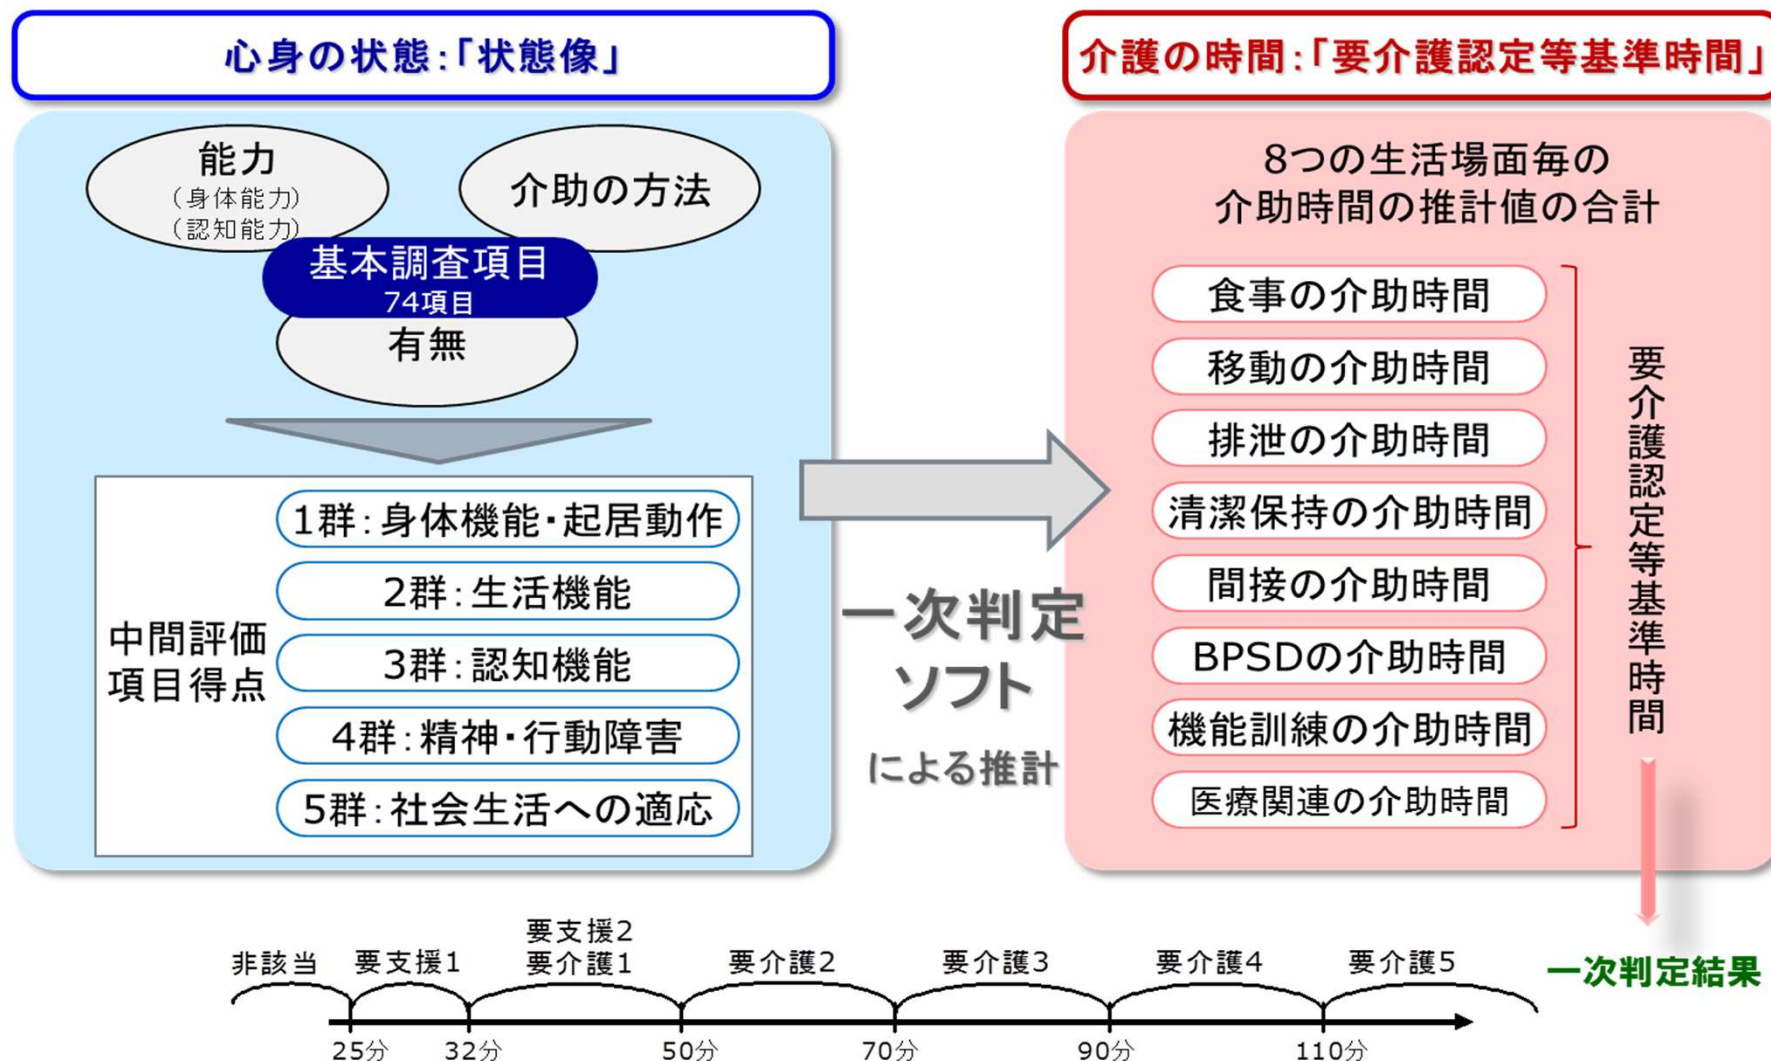 心身の状態:「状態像」
能力
（身体能力）
（認知能力）
介助の方法
基本調査項目
74項目
有無
中間評価
項目得点
1群：身体機能・起居動作
2群：生活機能
3群：認知機能
4群：精神・行動障害
5群：社会生活への適応
一次判定
ソフト
による推計
介護の時間:「要介護認定等基準時間」
8つの生活場面毎の
介助時間の推計値の合計
食事の介助時間
移動の介助時間
排泄の介助時間
清潔保持の介助時間
間接の介助時間
BPSDの介助時間
機能訓練の介助時間
医療関連の介助時間
要介護認定等基準時間
一次判定結果
非該当
要支援1
要支援2
要介護1
要介護2
要介護3
要介護4
要介護5
25分
32分
50分
70分
90分
110分